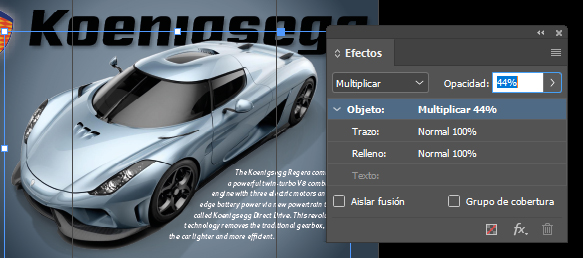 Koenigsegg
Efectos
Multiplicar
Opacidad:
44%
Objeto: Multiplicar 44%
Trazo: Normal 100%
Relleno: Normal 100%
Texto:
Aislar fusión
Grupo de cobertura
fx.
The Koenigsegg Regera com
a powerful twin-turbo V8 comb
engine with three electric motors an
edge battery power via new powertrain t
called Koenigsegg Direct Drive. This revolu
technology removes the traditional gearbox,
the car lighter and more efficient.